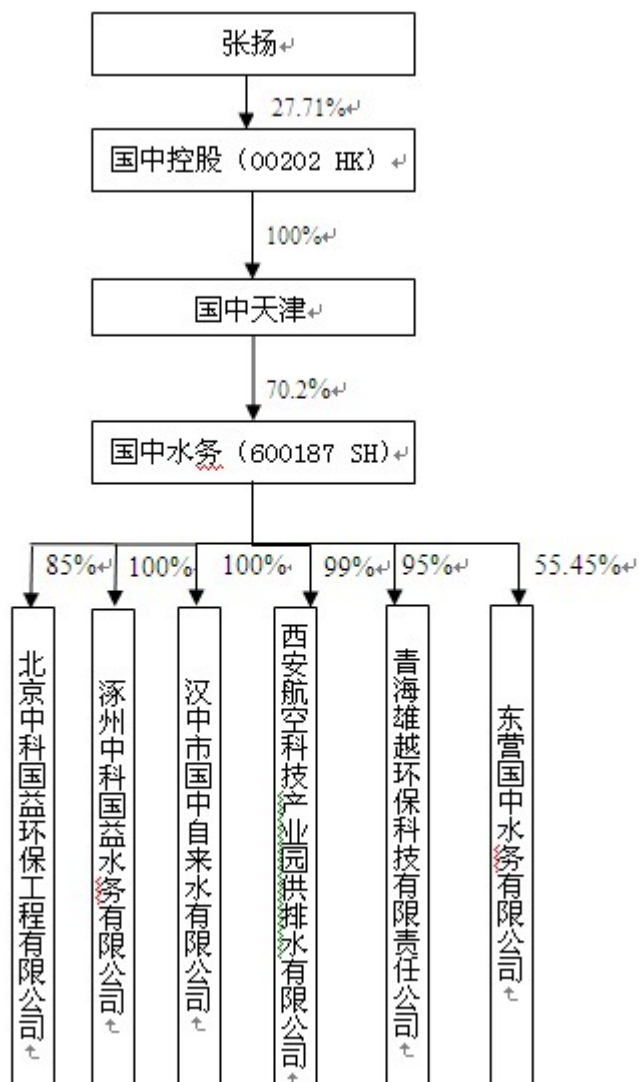 张扬
27.71%
国中控股（00202 HK）
100%
国中天津
70.2%
国中水务（600187 SH）
85%
100%
100%
99%
95%
55.45%
北京中科国益环保工程有限公司
涿州中科国益水务有限公司
汉中市国中自来水有限公司
西安航空科技产业园供排水有限公司
青海雄越环保科技有限责任公司
东营国中水务有限公司